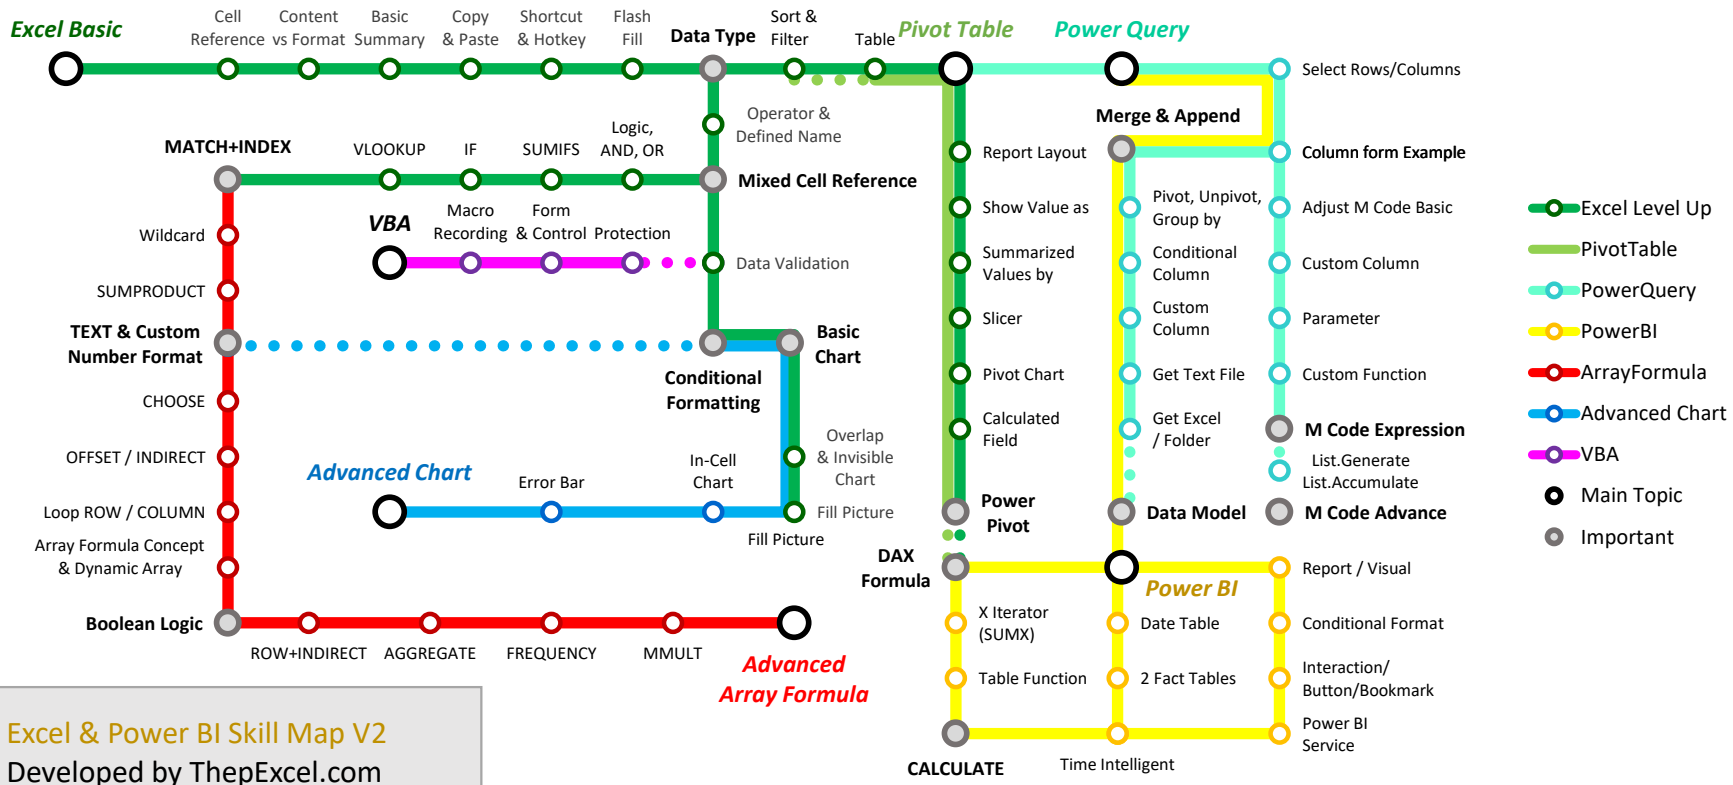 Excel Basic
Cell
Reference
Content
vs Format
Basic
Summary
Copy
& Paste
Shortcut
& Hotkey
Flash
Fill
Data Type
Sort &
Filter
Table
Pivot Table
Power Query
Select Rows/Columns
Operator &
Defined Name
Merge & Append
MATCH+INDEX
VLOOKUP
IF
SUMIFS
Logic,
AND, OR
Mixed Cell Reference
Report Layout
Column form Example
VBA
Macro
Recording
Form
& Control
Protection
Data Validation
Wildcard
SUMPRODUCT
TEXT & Custom
Number Format
Conditional
Formatting
Basic
Chart
Show Value as
Summarized
Values by
Slicer
Pivot Chart
Calculated
Field
Pivot, Unpivot,
Group by
Conditional
Column
Custom
Column
Get Text File
Get Excel
/ Folder
Adjust M Code Basic
Custom Column
Parameter
Custom Function
M Code Expression
List.Generate
List.Accumulate
M Code Advance
CHOOSE
OFFSET / INDIRECT
Loop ROW / COLUMN
Array Formula Concept
& Dynamic Array
Boolean Logic
Advanced Chart
Error Bar
In-Cell
Chart
Overlap
& Invisible
Chart
Fill Picture
Fill Picture
Power
Pivot
Data Model
DAX
Formula
Power BI
Report / Visual
ROW+INDIRECT
AGGREGATE
FREQUENCY
MMULT
Advanced
Array Formula
X Iterator
(SUMX)
Table Function
CALCULATE
Date Table
2 Fact Tables
Time Intelligent
Conditional Format
Interaction/
Button/Bookmark
Power BI
Service
Excel Level Up
PivotTable
PowerQuery
PowerBI
ArrayFormula
Advanced Chart
VBA
Main Topic
Important
Excel & Power BI Skill Map V2
Developed by ThepExcel.com